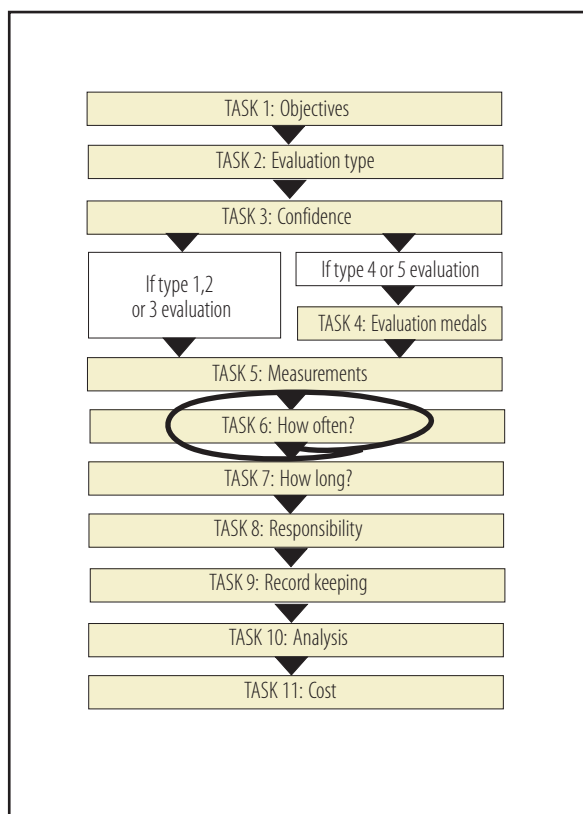 TASK 1: Objectives
TASK 2: Evaluation type
TASK 3: Confidence
If type 1,2
or 3 evaluation
If type 4 or 5 evaluation
TASK 4: Evaluation medals
TASK 5: Measurements
TASK 6: How often?
TASK 7: How long?
TASK 8: Responsibility
TASK 9: Record keeping
TASK 10: Analysis
TASK 11: Cost